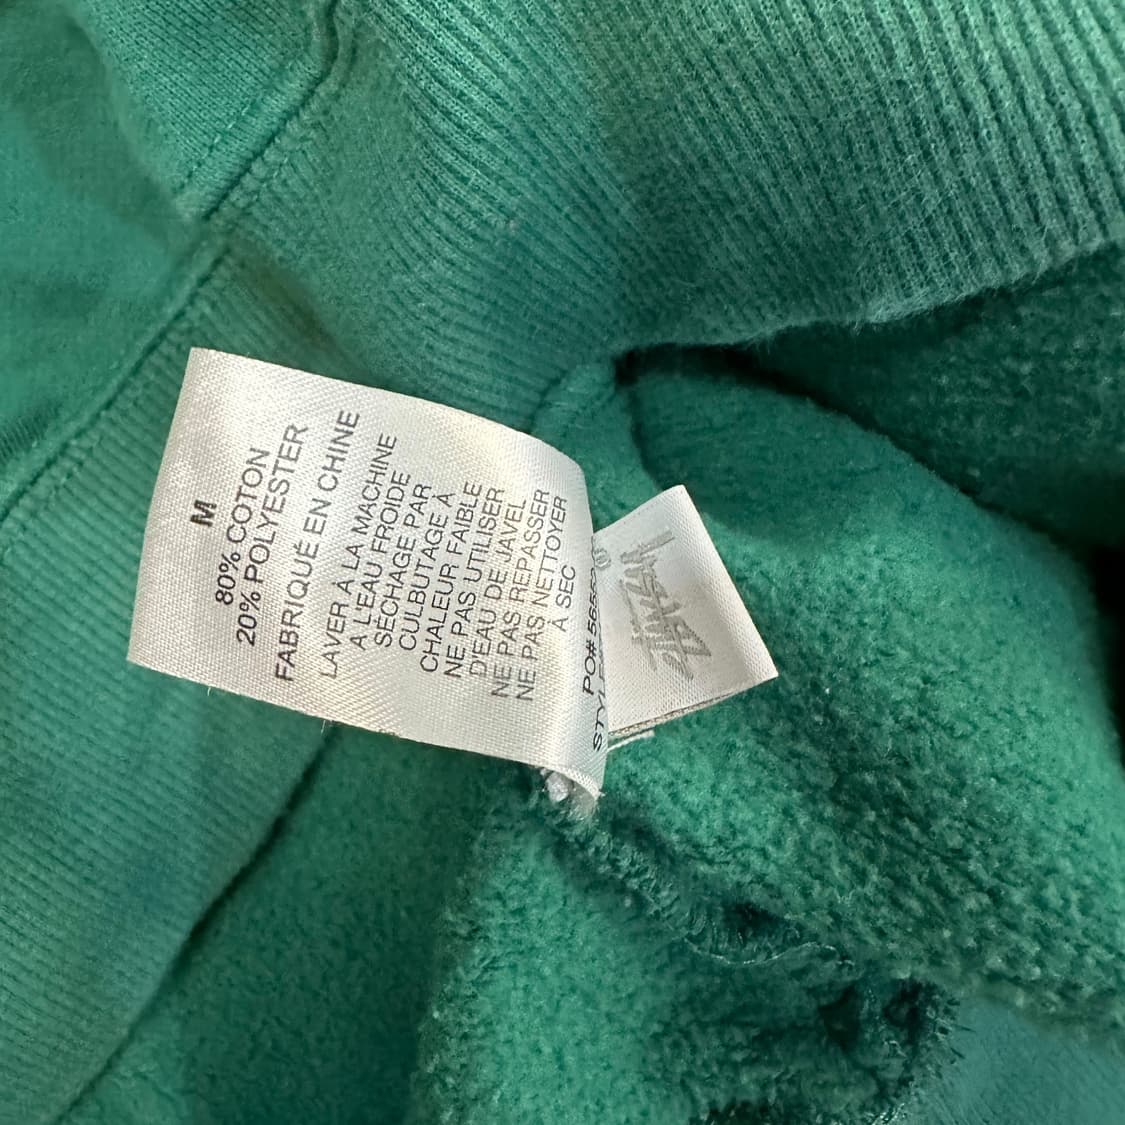 M
80% COTON
20% POLYESTER
FABRIQUÉ EN CHINE
LAVER À LA MACHINE
A L'EAU FROIDE
SÉCHAGE PAR
CULBUTAGE À
CHALEUR FAIBLE
NE PAS UTILISER
D'EAU DE JAVEL
NE PAS REPASSER
NE PAS NETTOYER
À SEC
PO#
Stüssy